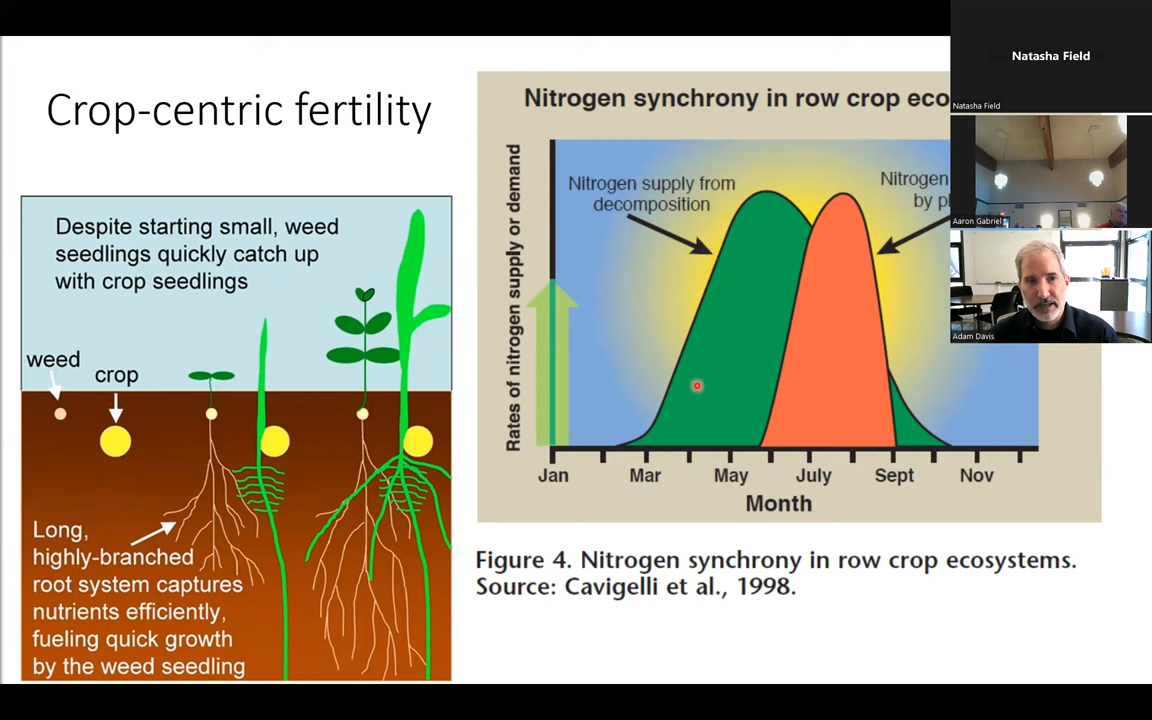 Crop-centric fertility
Despite starting small, weed
seedlings quickly catch up
with crop seedlings
weed
crop
Long,
highly-branched
root system captures
nutrients efficiently,
fueling quick growth
by the weed seedling
Nitrogen synchrony in row crop eco
Rates of nitrogen supply or demand
Nitrogen supply from
decomposition
Nitrogen
by pl
Jan
Mar
May
July
Sept
Nov
Month
Figure 4. Nitrogen synchrony in row crop ecosystems.
Source: Cavigelli et al., 1998.
Natasha Field
Natasha Field
Aaron Gabriel
Adam Davis